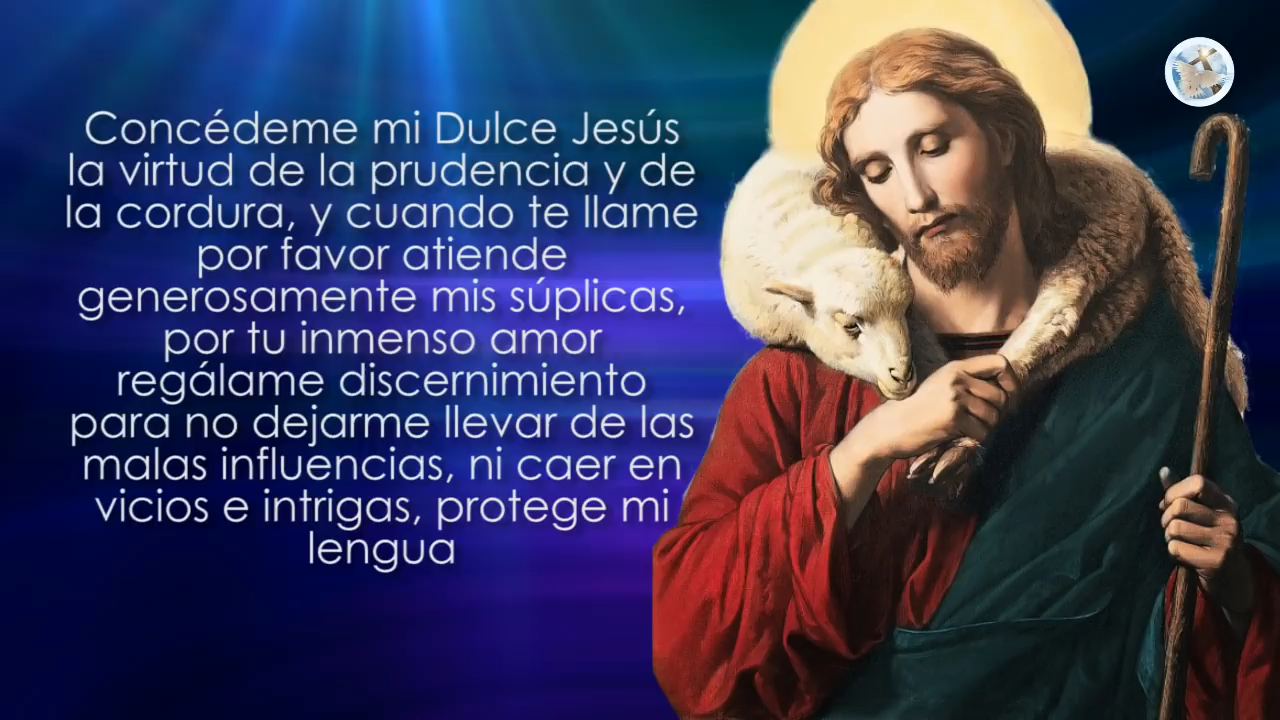 Concédeme mi Dulce Jesús
la virtud de la prudencia y de
la cordura, y cuando te llame
por favor atiende
generosamente mis súplicas,
por tu inmenso amor
regálame discernimiento
para no dejarme llevar de las
malas influencias, ni caer en
vicios e intrigas, protege mi
lengua